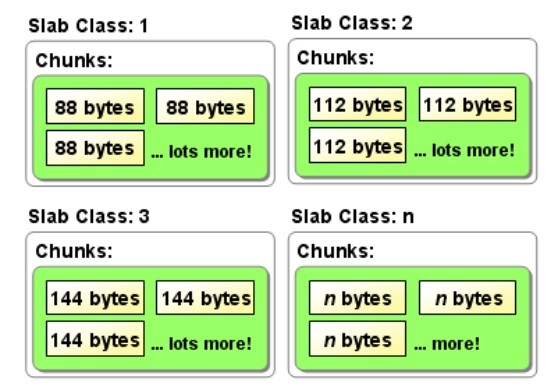 Slab Class: 1
Chunks:
88 bytes 88 bytes
88 bytes ... lots more!
Slab Class: 2
Chunks:
112 bytes 112 bytes
112 bytes ... lots more!
Slab Class: 3
Chunks:
144 bytes 144 bytes
144 bytes ... lots more!
Slab Class: n
Chunks:
n bytes n bytes
n bytes ... more!